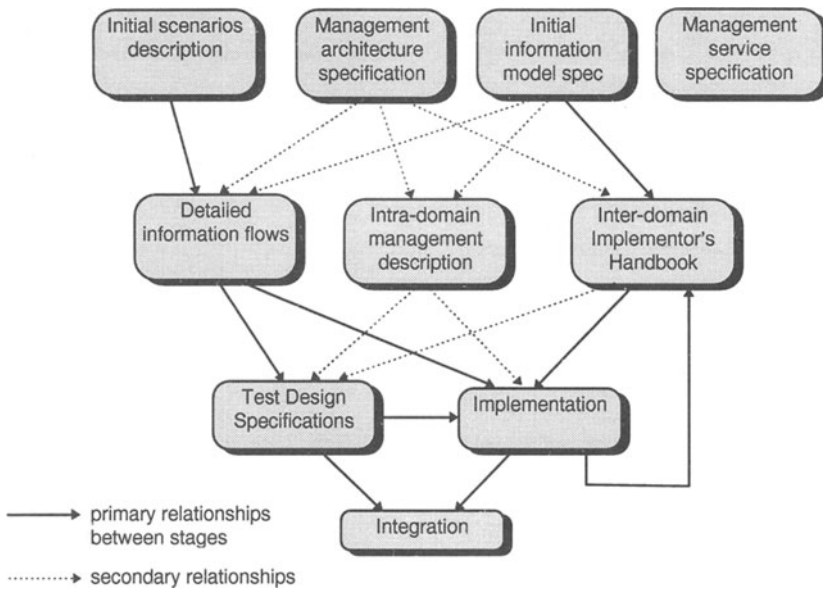 Initial scenarios
description
Management
architecture
specification
Initial
information
model spec
Management
service
specification
Detailed
information flows
Intra-domain
management
description
Inter-domain
Implementor's
Handbook
Test Design
Specifications
Implementation
Integration
primary relationships
between stages
secondary relationships